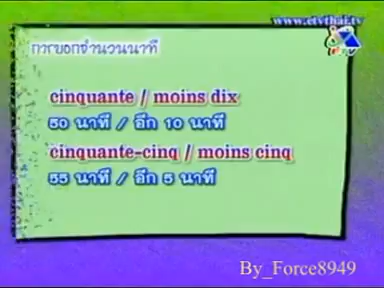 www.etvthai.tv
การบอกจำนวนนาที
ETV
cinquante / moins dix
50 นาที / อีก 10 นาที
cinquante-cinq / moins cinq
55 นาที / อีก 5 นาที
By_Force8949